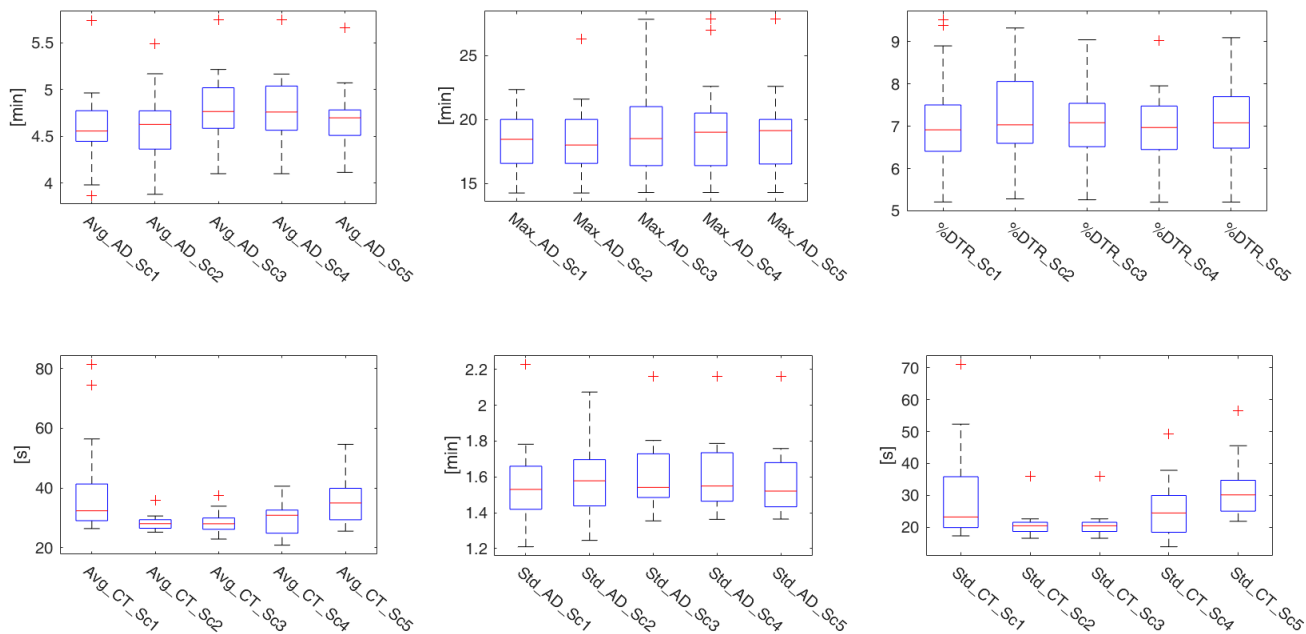 5.5
5
4.5
4
[min]
Avg_AD_Sc1
Avg_AD_Sc2
Avg_AD_Sc3
Avg_AD_Sc4
Avg_AD_Sc5
25
20
15
[min]
Max_AD_Sc1
Max_AD_Sc2
Max_AD_Sc3
Max_AD_Sc4
Max_AD_Sc5
9
8
7
6
5
%DTR_Sc1
%DTR_Sc2
%DTR_Sc3
%DTR_Sc4
%DTR_Sc5
80
60
40
20
[s]
Avg_CT_Sc1
Avg_CT_Sc2
Avg_CT_Sc3
Avg_CT_Sc4
Avg_CT_Sc5
2.2
2
1.8
1.6
1.4
1.2
[min]
Std_AD_Sc1
Std_AD_Sc2
Std_AD_Sc3
Std_AD_Sc4
Std_AD_Sc5
70
60
50
40
30
20
[s]
Std_CT_Sc1
Std_CT_Sc2
Std_CT_Sc3
Std_CT_Sc4
Std_CT_Sc5